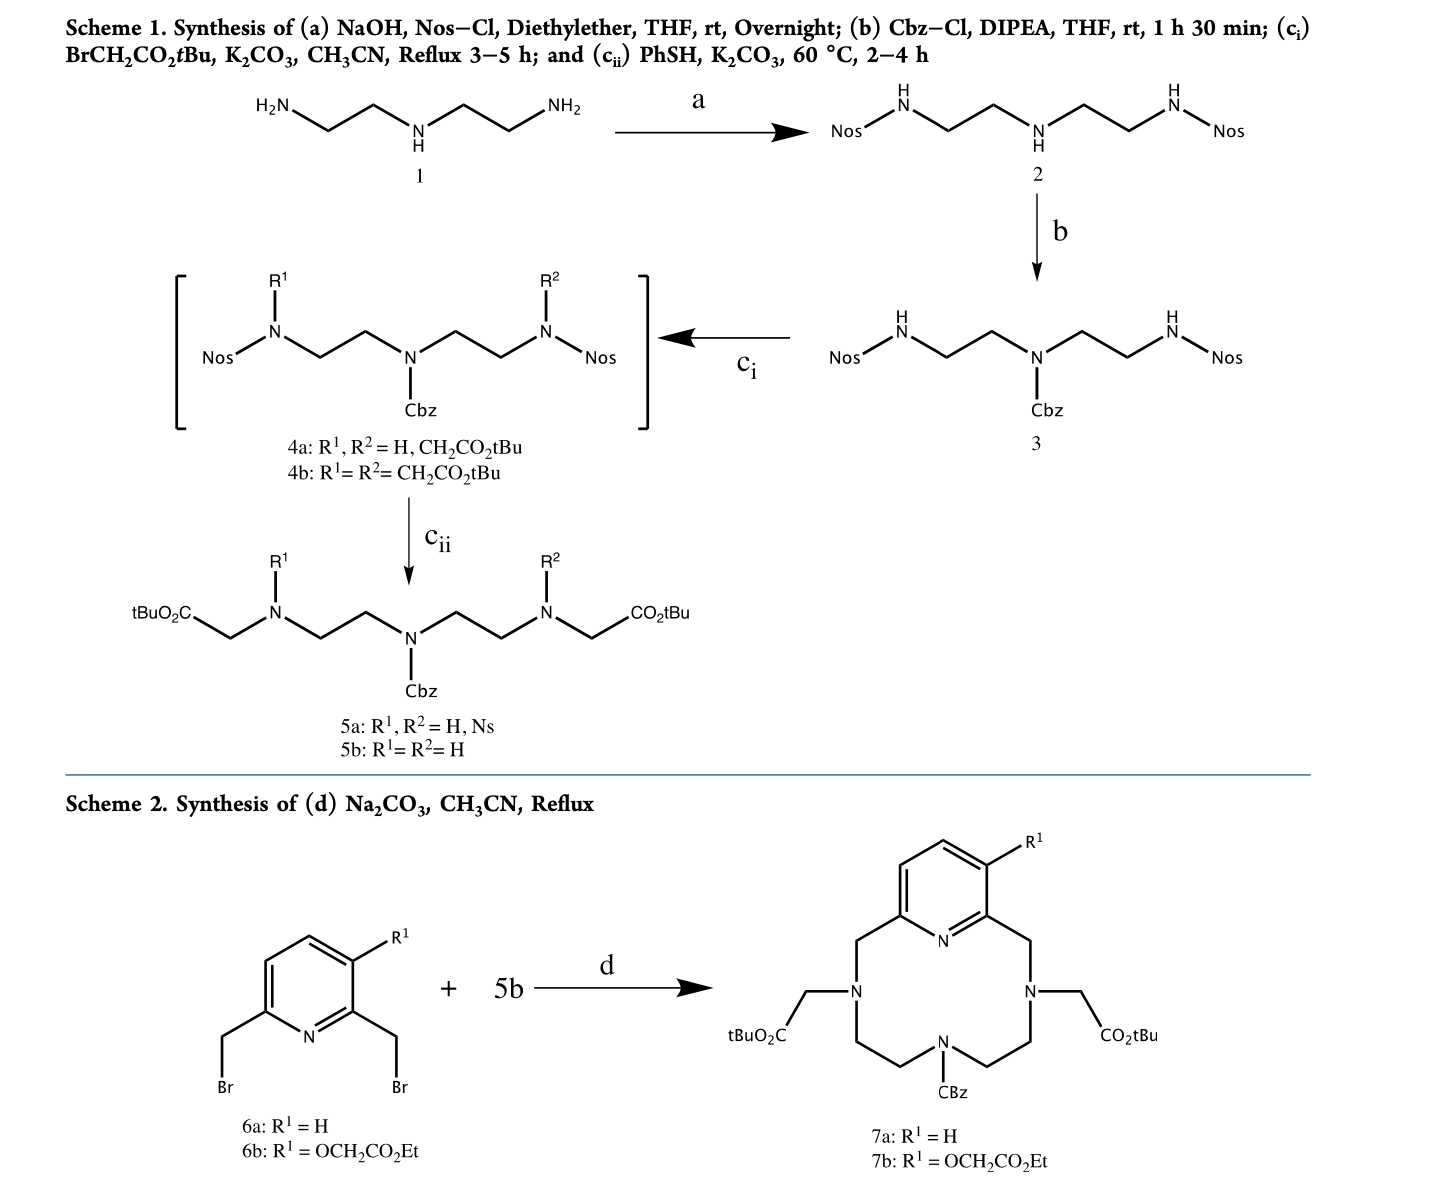 Scheme 1. Synthesis of (a) NaOH, Nos−Cl, Diethylether, THF, rt, Overnight; (b) Cbz−Cl, DIPEA, THF, rt, 1 h 30 min; (cᵢ)
BrCH₂CO₂tBu, K₂CO₃, CH₃CN, Reflux 3−5 h; and (cᵢᵢ) PhSH, K₂CO₃, 60 °C, 2−4 h
H₂N
N
H
NH₂
1
a
Nos
H
N
N
H
H
N
Nos
2
b
R¹
N
Nos
N
Cbz
R²
N
Nos
4a: R¹, R² = H, CH₂CO₂tBu
4b: R¹= R²= CH₂CO₂tBu
cᵢ
Nos
H
N
N
Cbz
H
N
Nos
3
cᵢᵢ
tBuO₂C
R¹
N
N
Cbz
R²
N
CO₂tBu
5a: R¹, R² = H, Ns
5b: R¹= R²= H
Scheme 2. Synthesis of (d) Na₂CO₃, CH₃CN, Reflux
R¹
N
Br
Br
6a: R¹ = H
6b: R¹ = OCH₂CO₂Et
+
5b
d
R¹
N
N
N
tBuO₂C
CO₂tBu
N
CBz
7a: R¹ = H
7b: R¹ = OCH₂CO₂Et